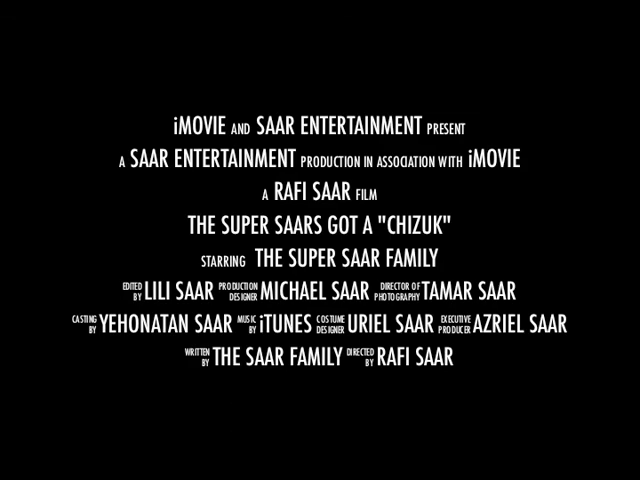 iMOVIE AND SAAR ENTERTAINMENT PRESENT
A SAAR ENTERTAINMENT PRODUCTION IN ASSOCIATION WITH iMOVIE
A RAFI SAAR FILM
THE SUPER SAARS GOT A "CHIZUK"
STARRING THE SUPER SAAR FAMILY
EDITED BY LILI SAAR PRODUCTION DESIGNER MICHAEL SAAR DIRECTOR OF PHOTOGRAPHY TAMAR SAAR
CASTING BY YEHONATAN SAAR MUSIC BY iTUNES COSTUME DESIGNER URIEL SAAR EXECUTIVE PRODUCER AZRIEL SAAR
WRITTEN BY THE SAAR FAMILY DIRECTED BY RAFI SAAR